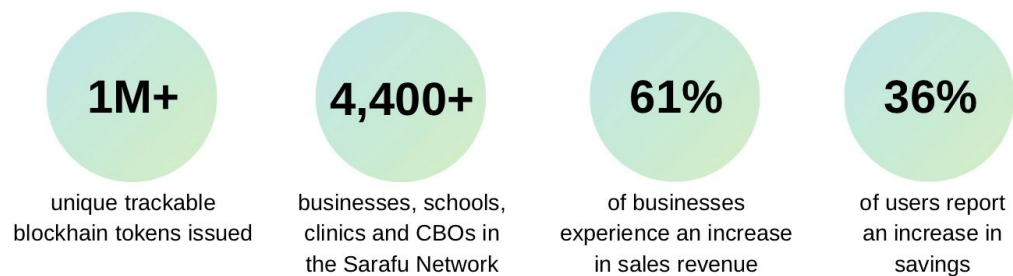 1M+
unique trackable
blockhain tokens issued
4,400+
businesses, schools,
clinics and CBOs in
the Sarafu Network
61%
of businesses
experience an increase
in sales revenue
36%
of users report
an increase in
savings